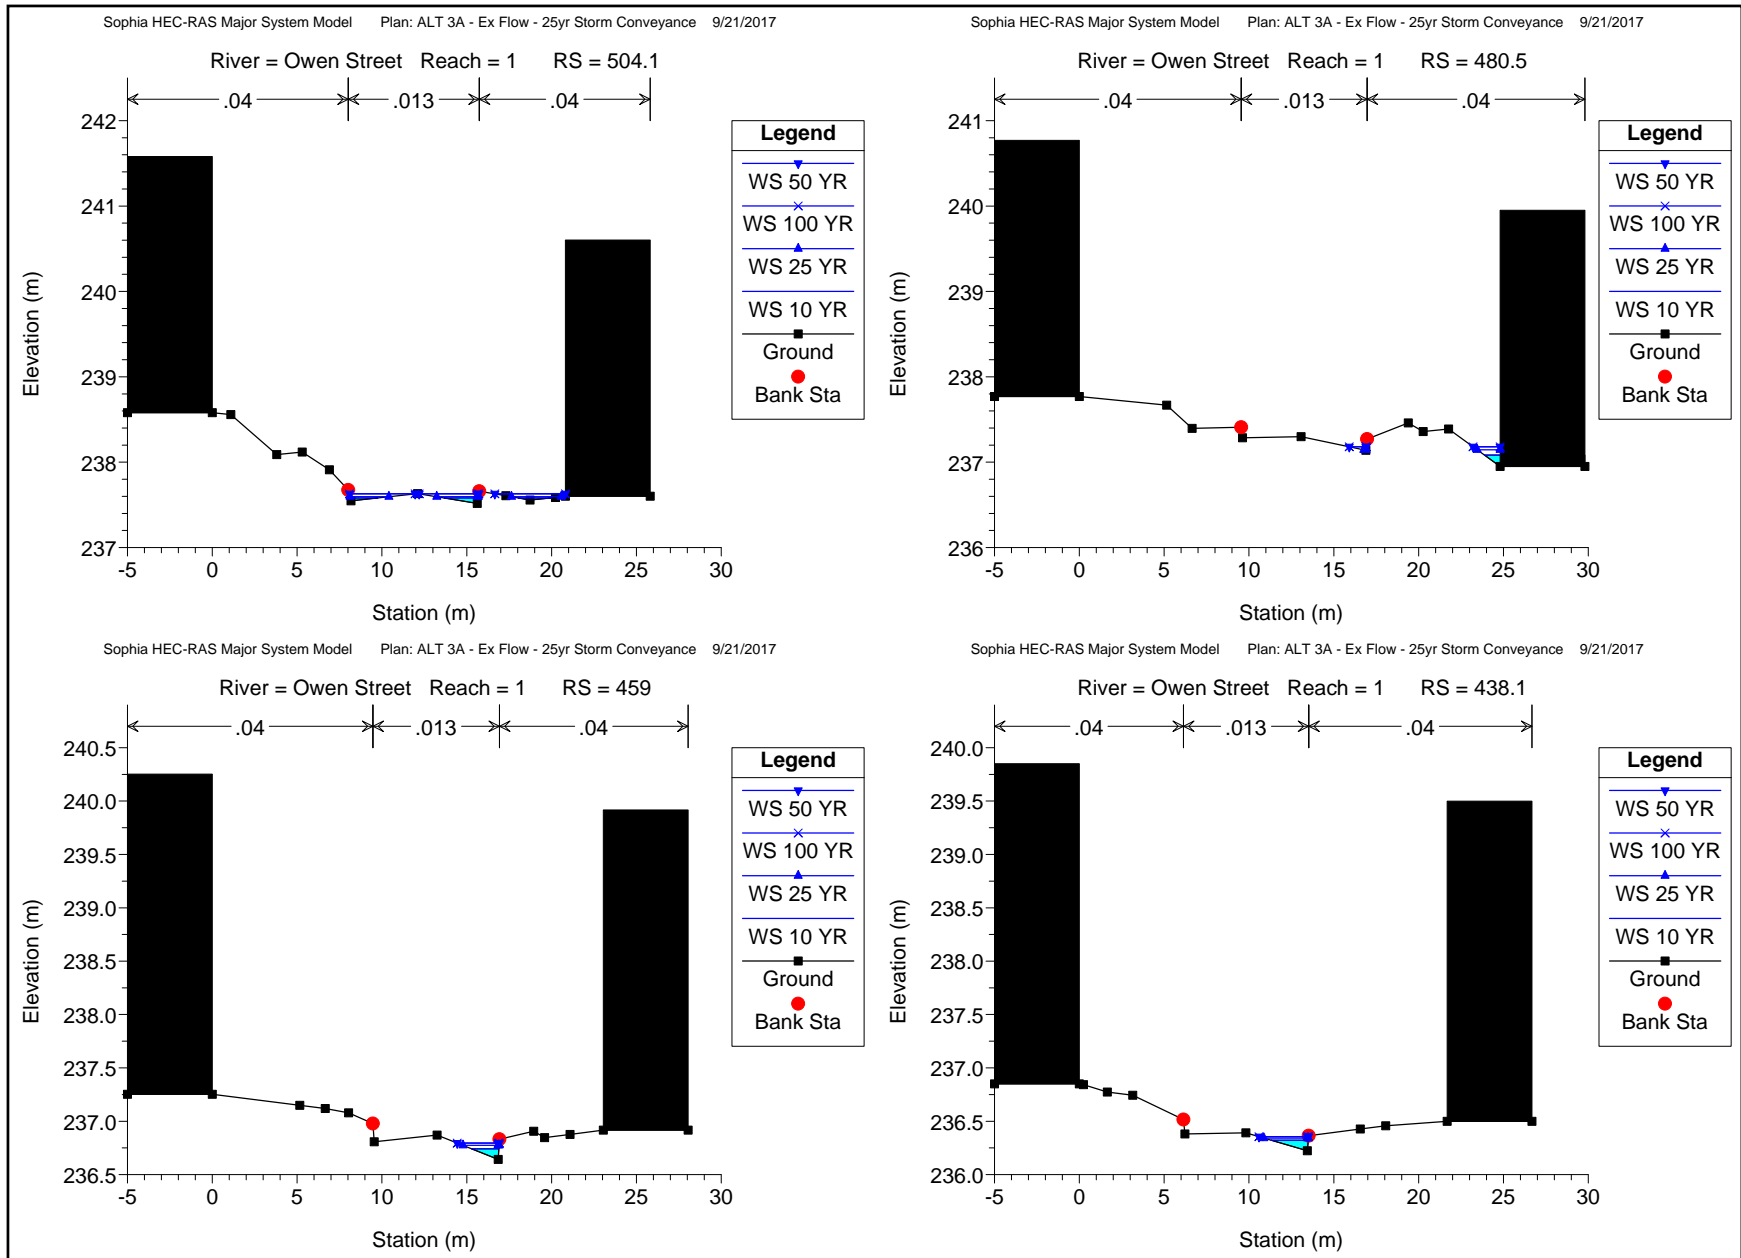 Sophia HEC-RAS Major System Model Plan: ALT 3A - Ex Flow - 25yr Storm Conveyance 9/21/2017
River = Owen Street Reach = 1 RS = 504.1
.04 .013 .04
242
241
240
239
238
237
Elevation (m)
-5 0 5 10 15 20 25 30
Station (m)
Legend
WS 50 YR
WS 100 YR
WS 25 YR
WS 10 YR
Ground
Bank Sta
Sophia HEC-RAS Major System Model Plan: ALT 3A - Ex Flow - 25yr Storm Conveyance 9/21/2017
River = Owen Street Reach = 1 RS = 480.5
.04 .013 .04
241
240
239
238
237
236
Elevation (m)
-5 0 5 10 15 20 25 30
Station (m)
Legend
WS 50 YR
WS 100 YR
WS 25 YR
WS 10 YR
Ground
Bank Sta
Sophia HEC-RAS Major System Model Plan: ALT 3A - Ex Flow - 25yr Storm Conveyance 9/21/2017
River = Owen Street Reach = 1 RS = 459
.04 .013 .04
240.5
240.0
239.5
239.0
238.5
238.0
237.5
237.0
236.5
Elevation (m)
-5 0 5 10 15 20 25 30
Station (m)
Legend
WS 50 YR
WS 100 YR
WS 25 YR
WS 10 YR
Ground
Bank Sta
Sophia HEC-RAS Major System Model Plan: ALT 3A - Ex Flow - 25yr Storm Conveyance 9/21/2017
River = Owen Street Reach = 1 RS = 438.1
.04 .013 .04
240.0
239.5
239.0
238.5
238.0
237.5
237.0
236.5
236.0
Elevation (m)
-5 0 5 10 15 20 25 30
Station (m)
Legend
WS 50 YR
WS 100 YR
WS 25 YR
WS 10 YR
Ground
Bank Sta